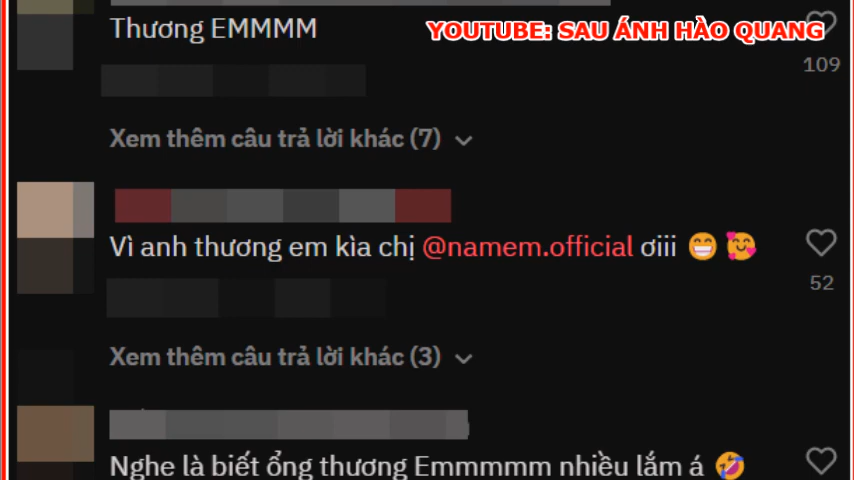 Thương EMMMM
YOUTUBE: SAU ÁNH HÀO QUANG
109
Xem thêm câu trả lời khác (7)
Vì anh thương em kìa chị @namem.official ơiii 😁 🥰
52
Xem thêm câu trả lời khác (3)
Nghe là biết ổng thương Emmmmm nhiều lắm á 🤣